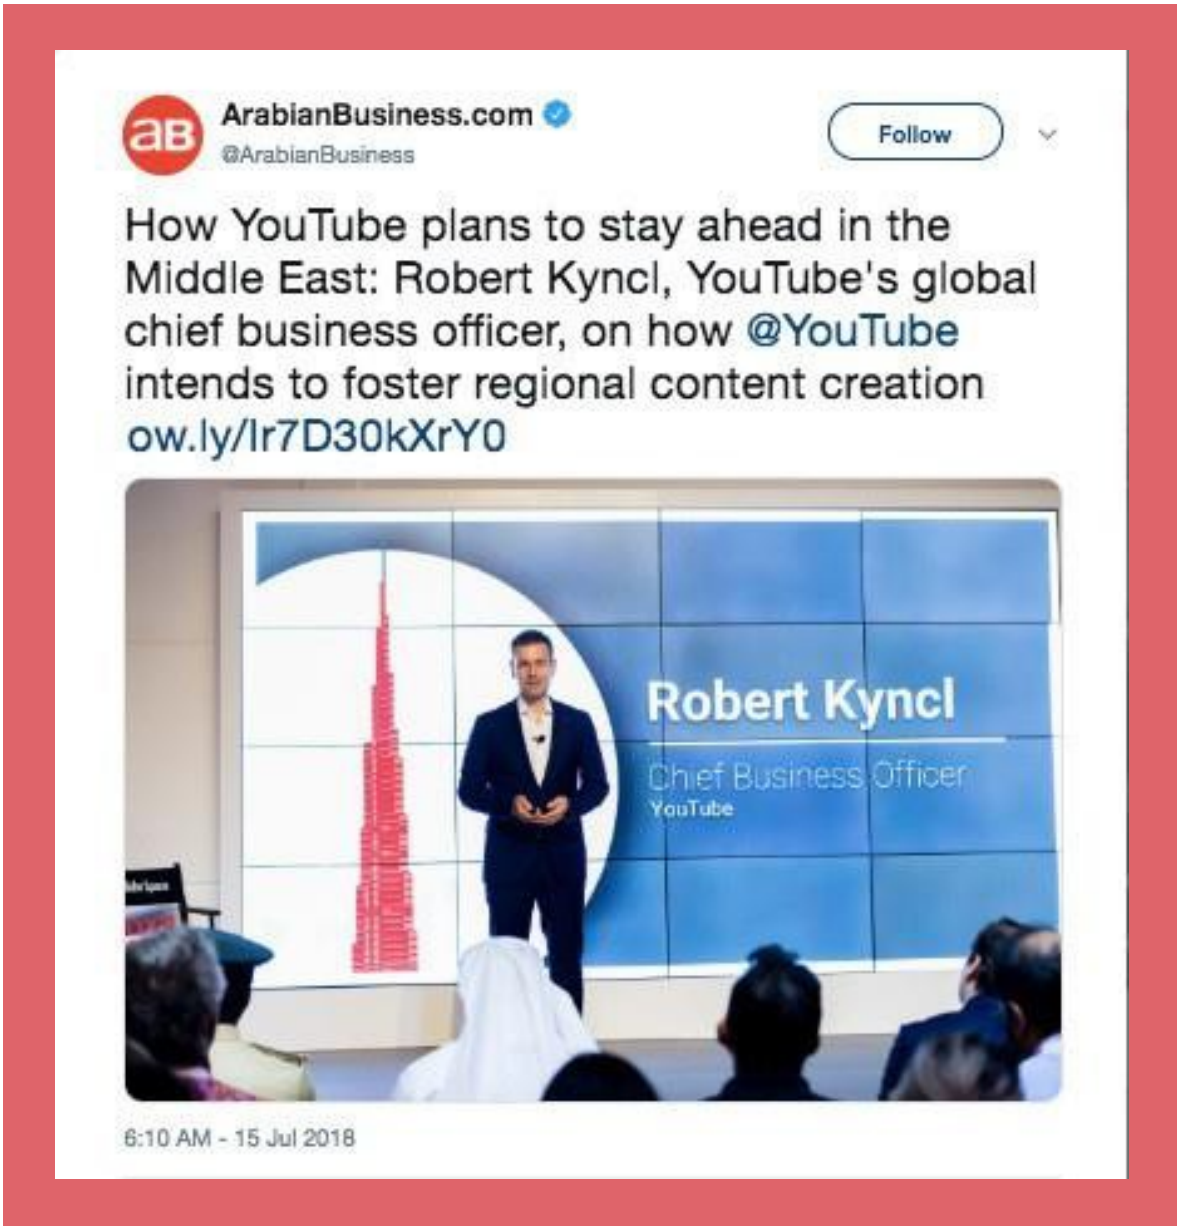 aB
ArabianBusiness.com
@ArabianBusiness
Follow
How YouTube plans to stay ahead in the
Middle East: Robert Kyncl, YouTube's global
chief business officer, on how @YouTube
intends to foster regional content creation
ow.ly/Ir7D30kXrY0
Robert Kyncl
Chief Business Officer
YouTube
6:10 AM - 15 Jul 2018